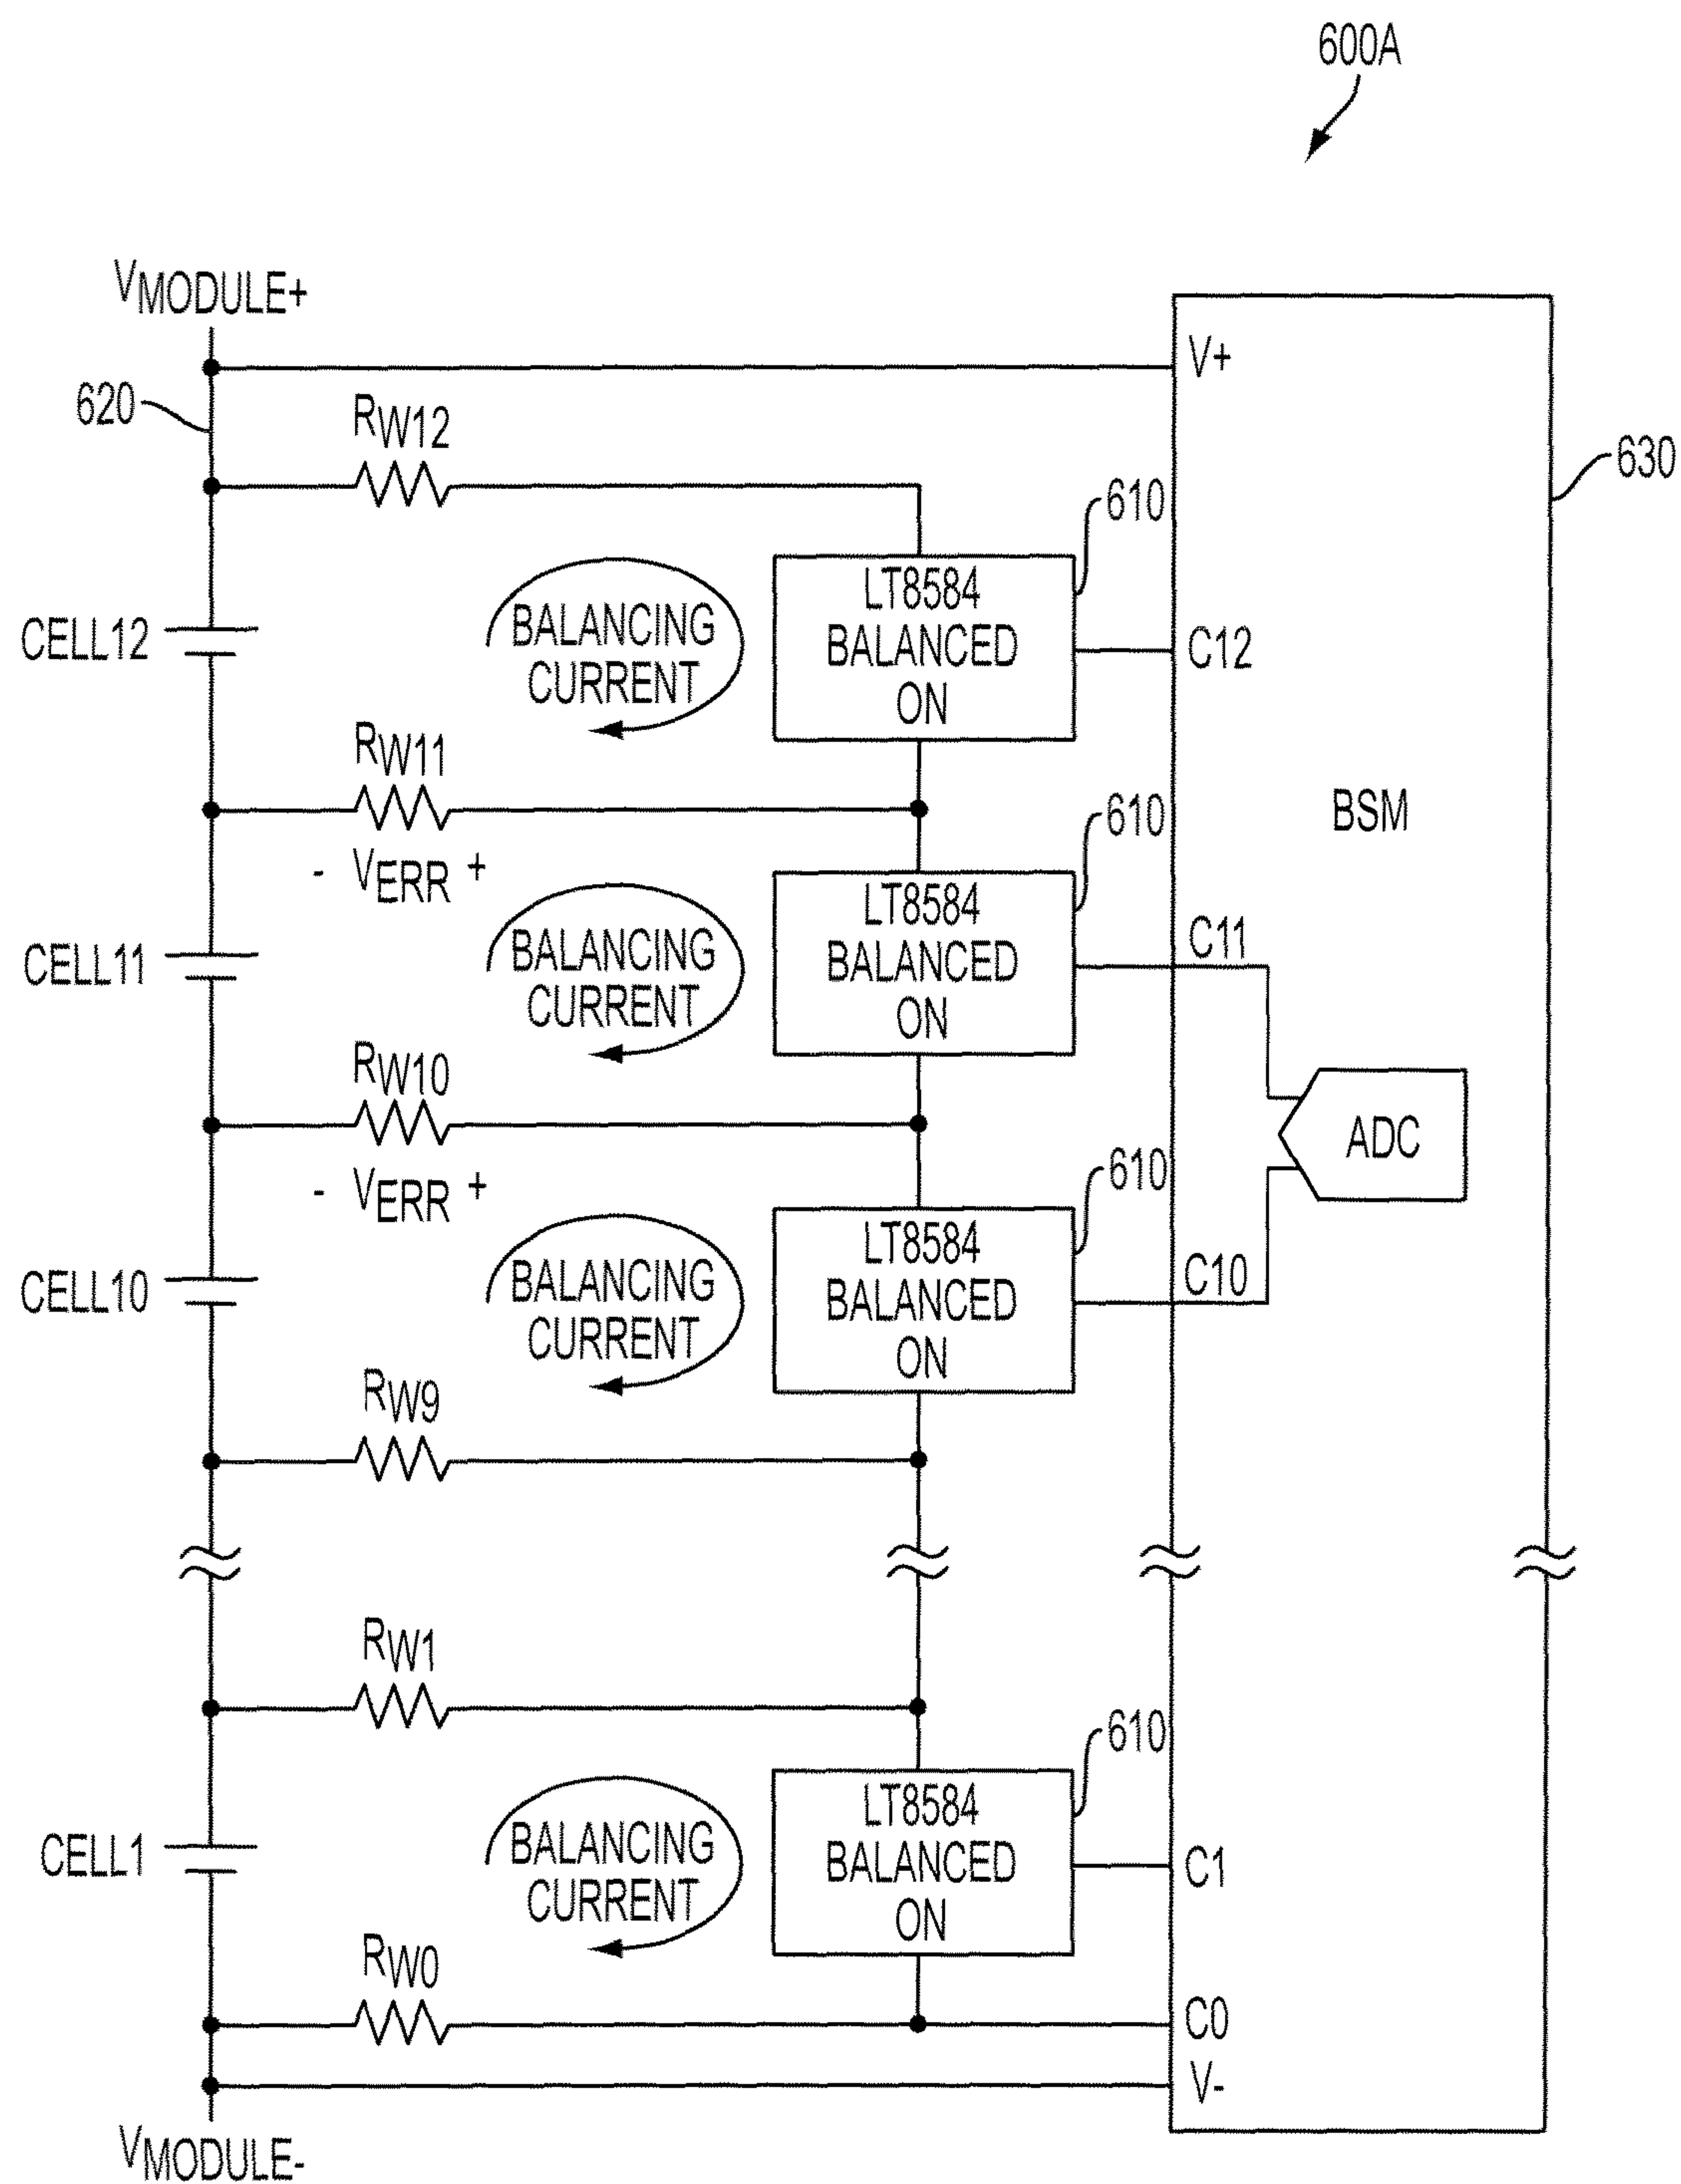 600A
VMODULE+
V+
620
RW12
630
610
LT8584
BALANCED
ON
BALANCING
CURRENT
CELL12
C12
RW11
- VERR +
BSM
610
LT8584
BALANCED
ON
BALANCING
CURRENT
CELL11
C11
RW10
- VERR +
ADC
610
LT8584
BALANCED
ON
BALANCING
CURRENT
CELL10
C10
RW9
RW1
610
LT8584
BALANCED
ON
BALANCING
CURRENT
CELL1
C1
RW0
C0
V-
VMODULE-